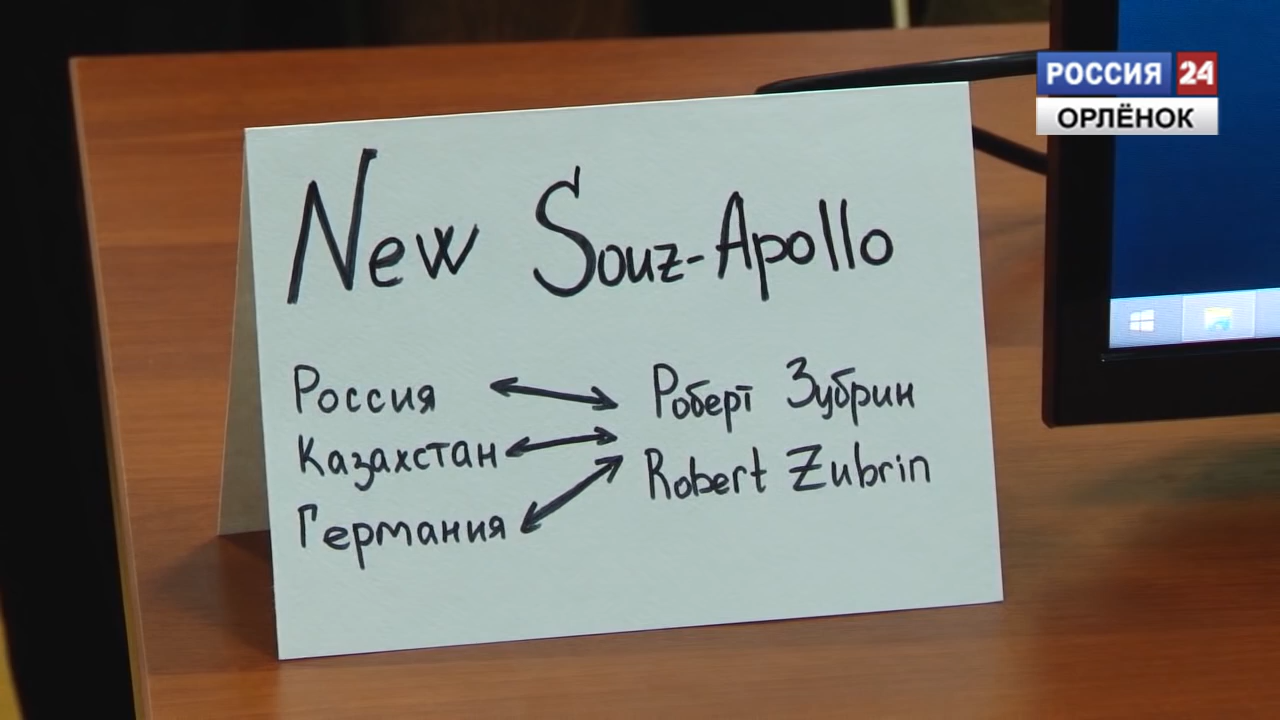 РОССИЯ 24
ОРЛЁНОК
New Souz-Apollo
Россия
Казахстан
Германия
Роберт Зубрин
Robert Zubrin